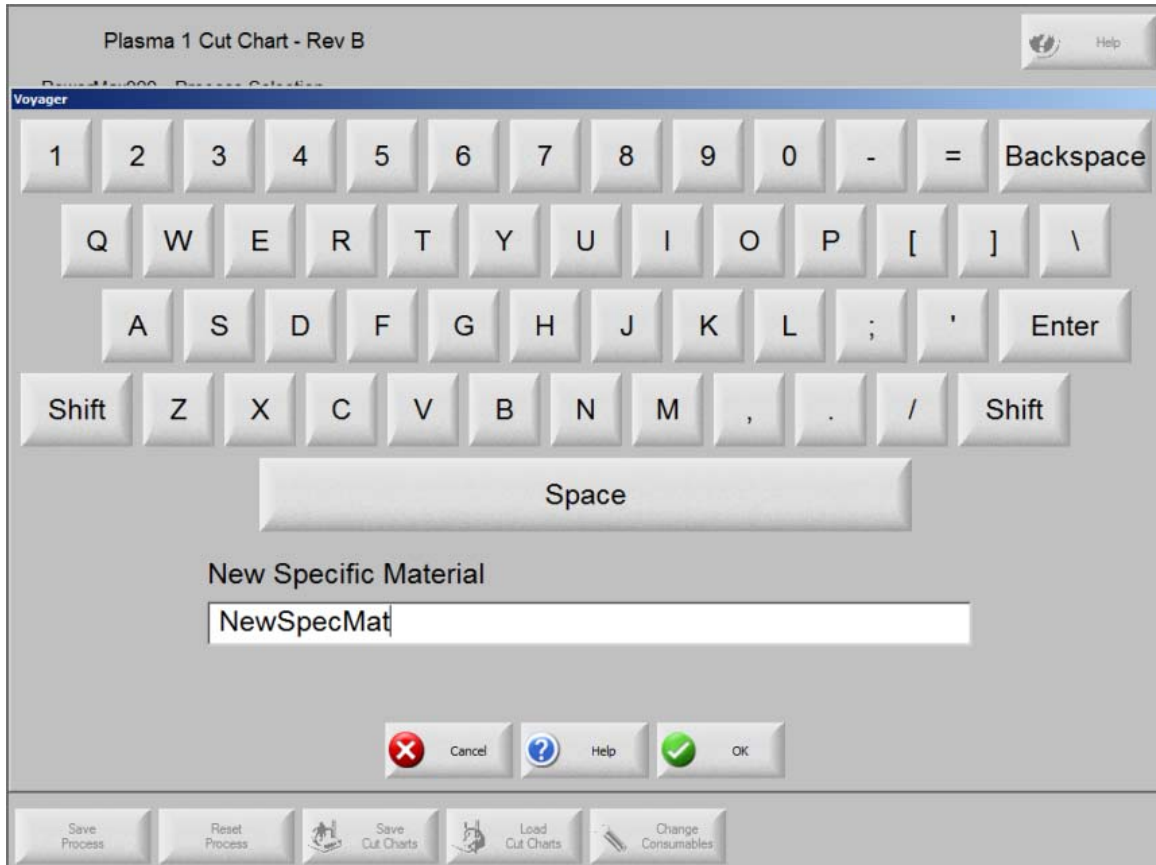 Plasma 1 Cut Chart - Rev B
Help
Voyager
1 2 3 4 5 6 7 8 9 0 - = Backspace
Q W E R T Y U I O P [ ] \
A S D F G H J K L ; ' Enter
Shift Z X C V B N M , . / Shift
Space
New Specific Material
NewSpecMat
Cancel Help OK
Save Process
Reset Process
Save Cut Charts
Load Cut Charts
Change Consumables